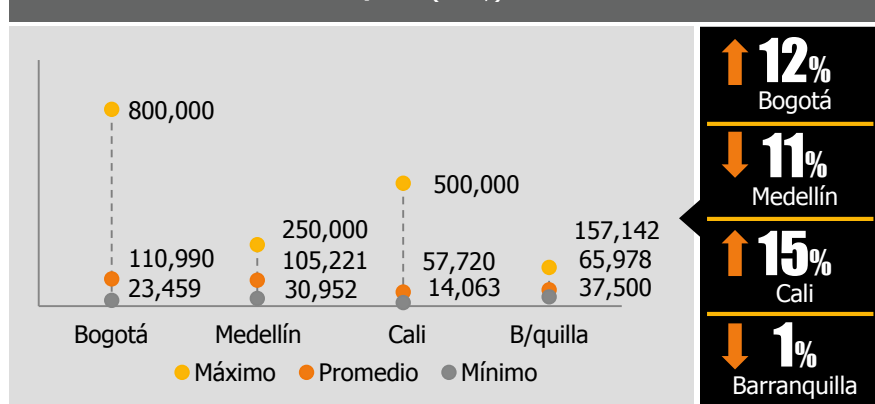 800,000
500,000
250,000
157,142
110,990
105,221
57,720
65,978
23,459
30,952
14,063
37,500
Bogotá Medellín Cali B/quilla
Máximo Promedio Mínimo
12%
Bogotá
11%
Medellín
15%
Cali
1%
Barranquilla